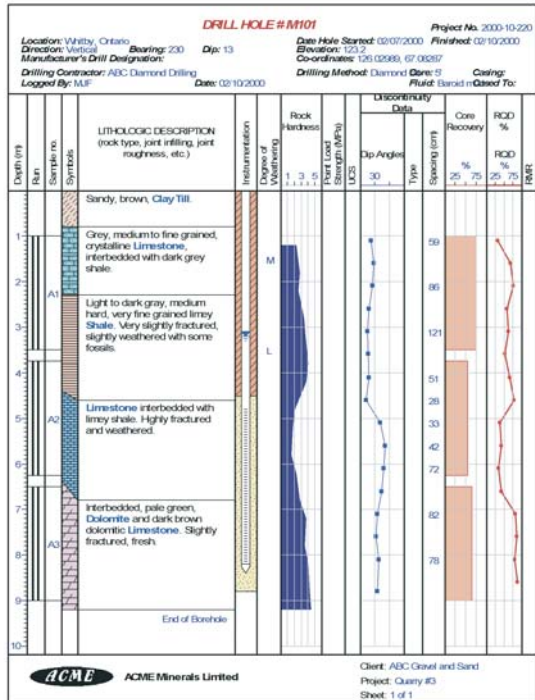 DRILL HOLE # M101
Project No. 2000-10-220
Location: Whitby, Ontario
Date Hole Started: 02/07/2000 Finished: 02/10/2000
Direction: Vertical Bearing: 230 Dip: 13
Elevation: 123.2
Manufacturer's Drill Designation:
Co-ordinates: 126.02989, 67.08287
Drilling Contractor: ABC Diamond Drilling
Drilling Method: Diamond Core: 5' Casing:
Logged By: MJF Date: 02/10/2000
Fluid: Baroid Cased To:
Depth (m)
Run
Sample no.
Symbols
LITHOLOGIC DESCRIPTION
(rock type, joint infilling, joint
roughness, etc.)
Instrumentation
Degree of
Weathering
Rock
Hardness
1 3 5
Point Load
Strength (MPa)
UCS
Discontinuity
Data
Dip Angles
30
Type
Spacing (cm)
Core
Recovery
%
25 75
RQD
%
RQD
%
25 75
RMR
Sandy, brown, Clay Till.
1
Grey, medium to fine grained,
crystalline Limestone,
interbedded with dark grey
shale.
M
59
2
86
A1
Light to dark gray, medium
hard, very fine grained limey
Shale. Very slightly fractured,
slightly weathered with some
fossils.
3
121
L
4
51
28
Limestone interbedded with
limey shale. Highly fractured
and weathered.
5
A2
33
42
6
72
Interbedded, pale green,
Dolomite and dark brown
dolomitic Limestone. Slightly
fractured, fresh.
7
82
A3
8
78
9
End of Borehole
10
ACME
ACME Minerals Limited
Client: ABC Gravel and Sand
Project: Quarry #3
Sheet: 1 of 1